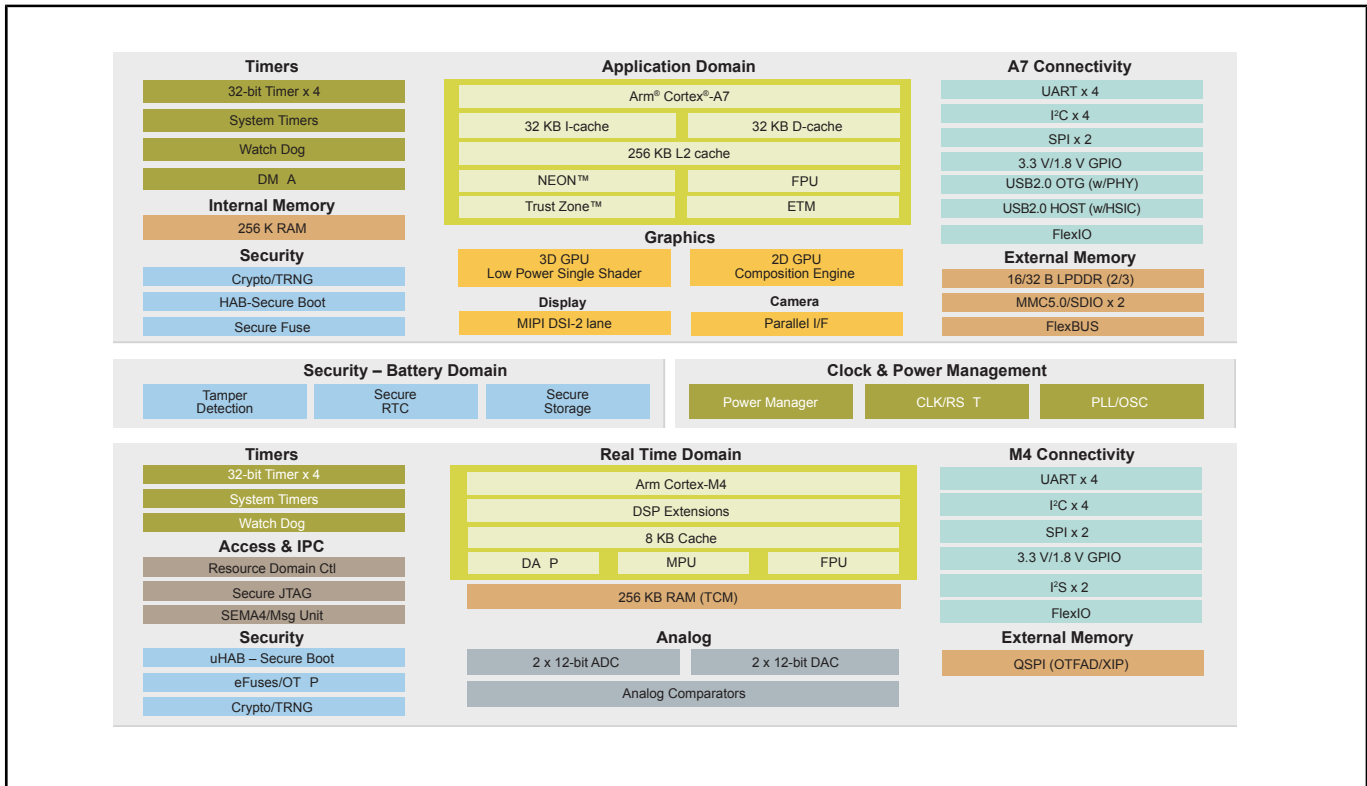 Timers
32-bit Timer x 4
System Timers
Watch Dog
DM A
Internal Memory
256 K RAM
Security
Crypto/TRNG
HAB-Secure Boot
Secure Fuse
Application Domain
Arm® Cortex®-A7
32 KB I-cache
32 KB D-cache
256 KB L2 cache
NEON™
FPU
Trust Zone™
ETM
Graphics
3D GPU
Low Power Single Shader
2D GPU
Composition Engine
Display
MIPI DSI-2 lane
Camera
Parallel I/F
A7 Connectivity
UART x 4
I²C x 4
SPI x 2
3.3 V/1.8 V GPIO
USB2.0 OTG (w/PHY)
USB2.0 HOST (w/HSIC)
FlexIO
External Memory
16/32 B LPDDR (2/3)
MMC5.0/SDIO x 2
FlexBUS
Security – Battery Domain
Tamper
Detection
Secure
RTC
Secure
Storage
Clock & Power Management
Power Manager
CLK/RS T
PLL/OSC
Timers
32-bit Timer x 4
System Timers
Watch Dog
Access & IPC
Resource Domain Ctl
Secure JTAG
SEMA4/Msg Unit
Security
uHAB – Secure Boot
eFuses/OT P
Crypto/TRNG
Real Time Domain
Arm Cortex-M4
DSP Extensions
8 KB Cache
DA P
MPU
FPU
256 KB RAM (TCM)
Analog
2 x 12-bit ADC
2 x 12-bit DAC
Analog Comparators
M4 Connectivity
UART x 4
I²C x 4
SPI x 2
3.3 V/1.8 V GPIO
I²S x 2
FlexIO
External Memory
QSPI (OTFAD/XIP)